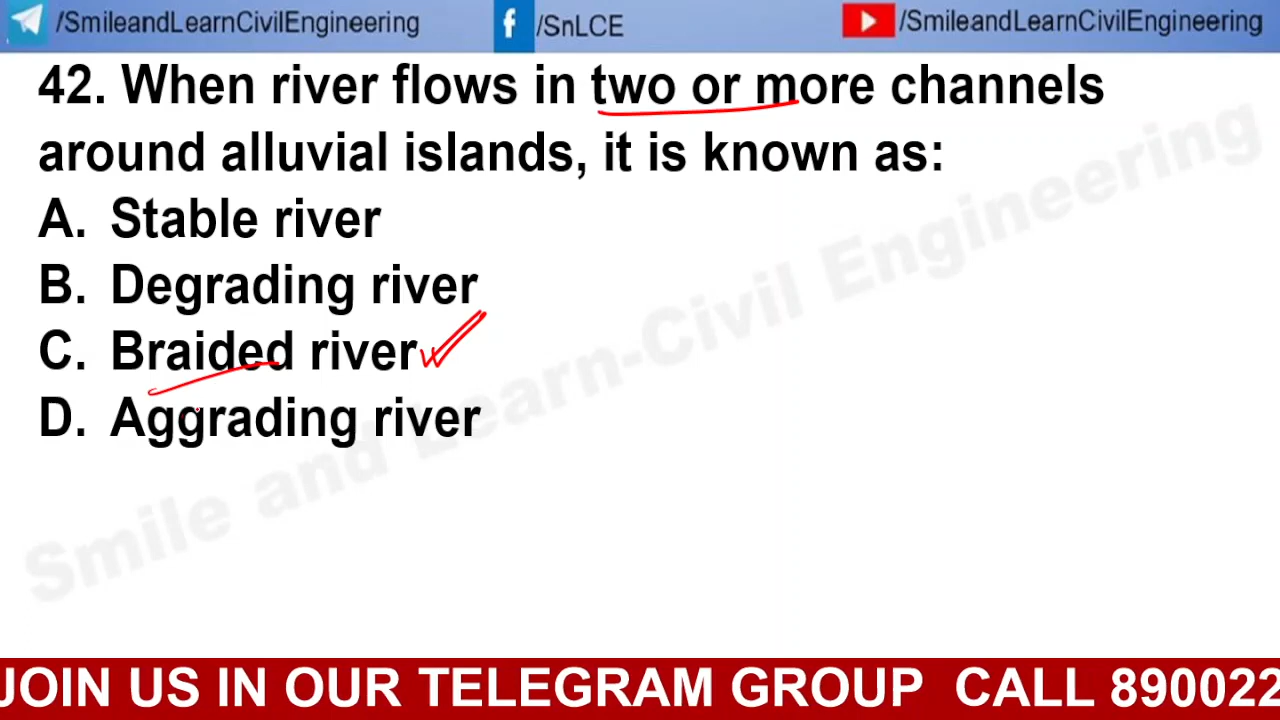 /SmileandLearnCivilEngineering /SnLCE /SmileandLearnCivilEngineering
42. When river flows in two or more channels
around alluvial islands, it is known as:
A. Stable river
B. Degrading river
C. Braided river
D. Aggrading river
Smile and Learn-Civil Engineering
JOIN US IN OUR TELEGRAM GROUP CALL 890022